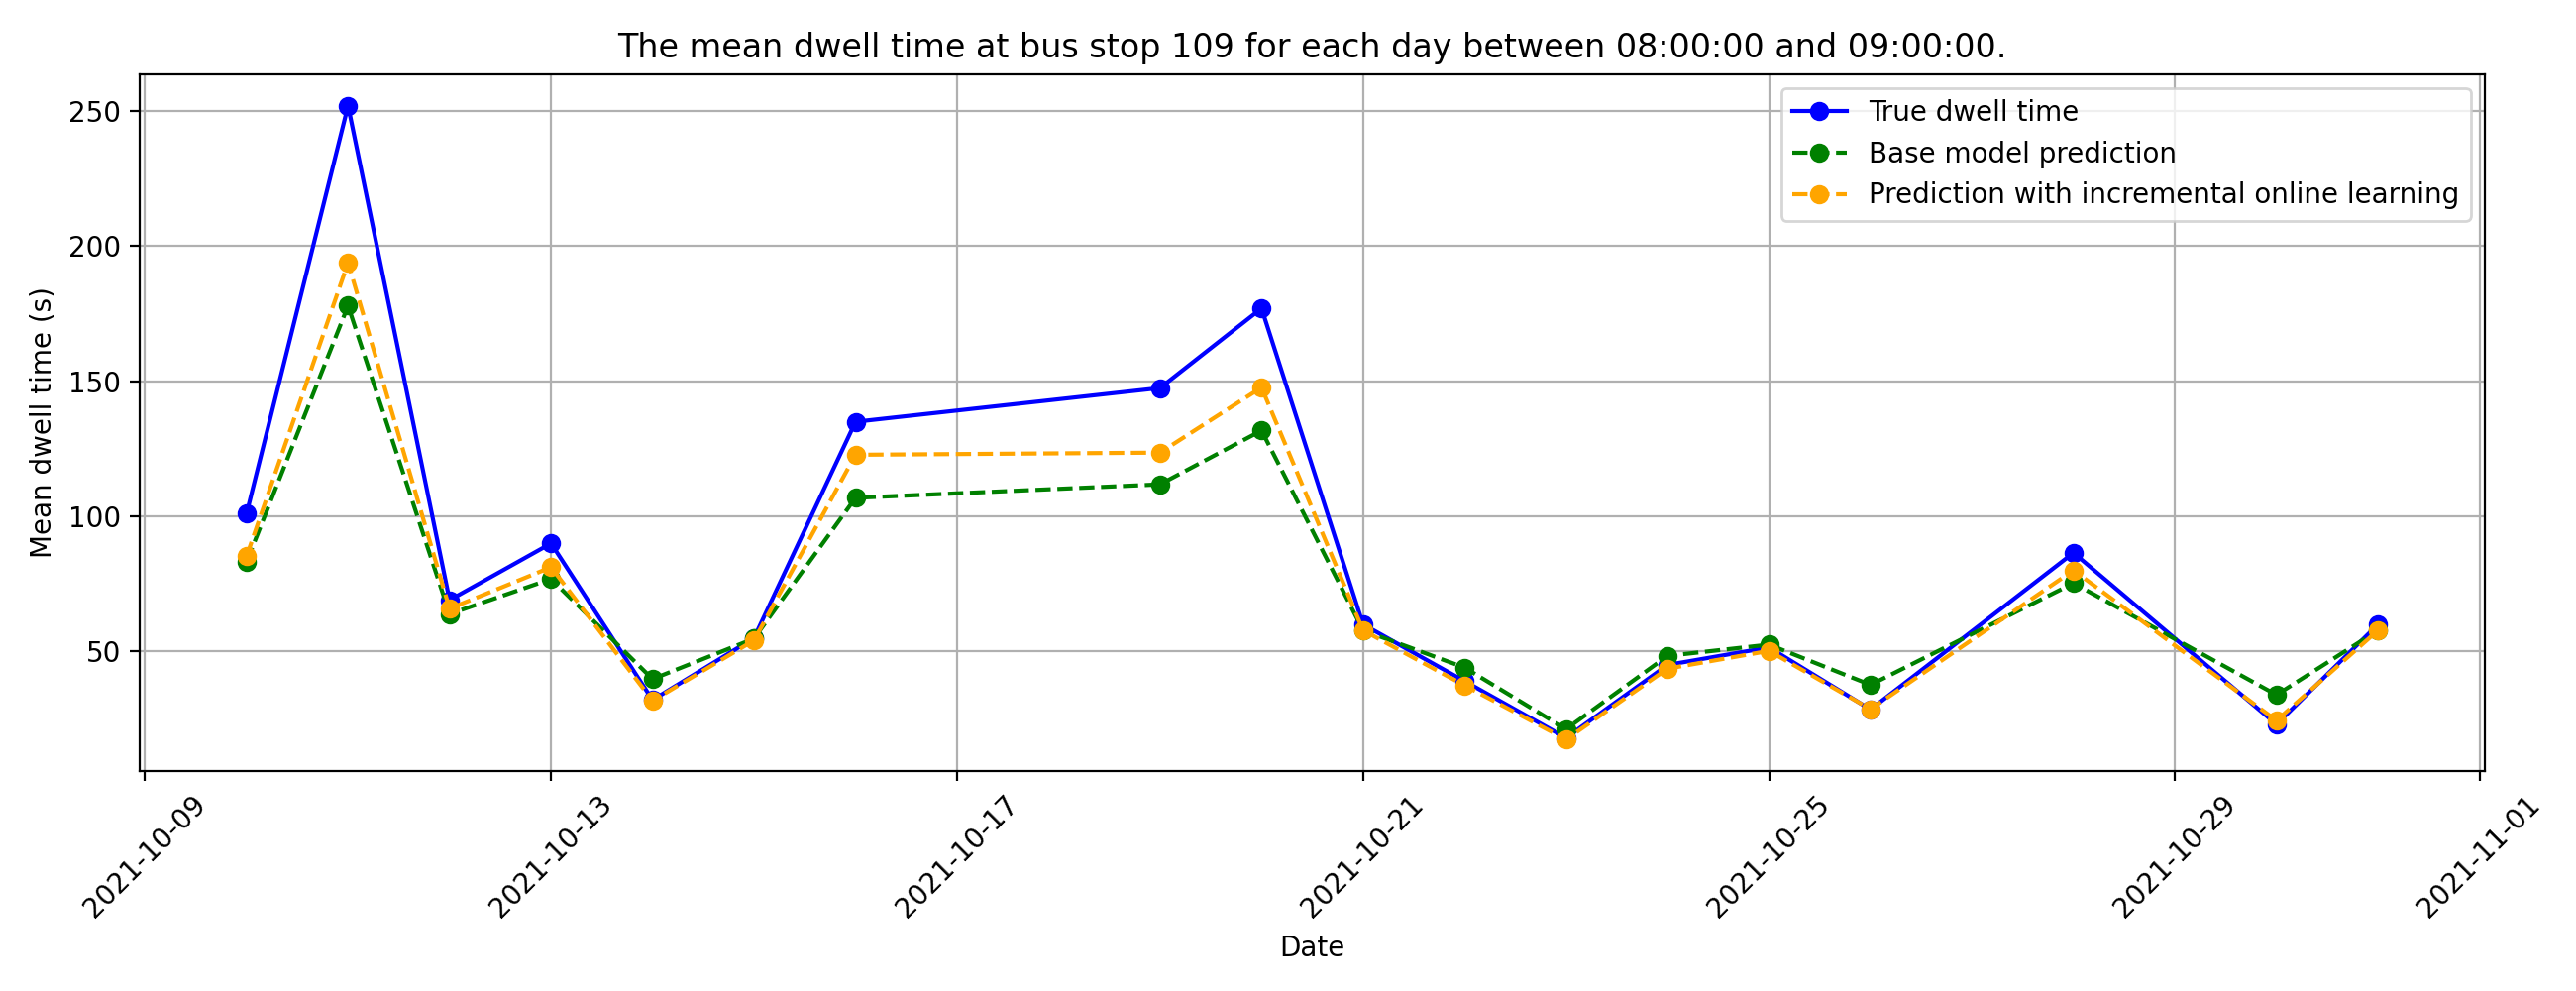 The mean dwell time at bus stop 109 for each day between 08:00:00 and 09:00:00.
True dwell time
Base model prediction
Prediction with incremental online learning
Mean dwell time (s)
250
200
150
100
50
2021-10-09
2021-10-13
2021-10-17
2021-10-21
2021-10-25
2021-10-29
2021-11-01
Date